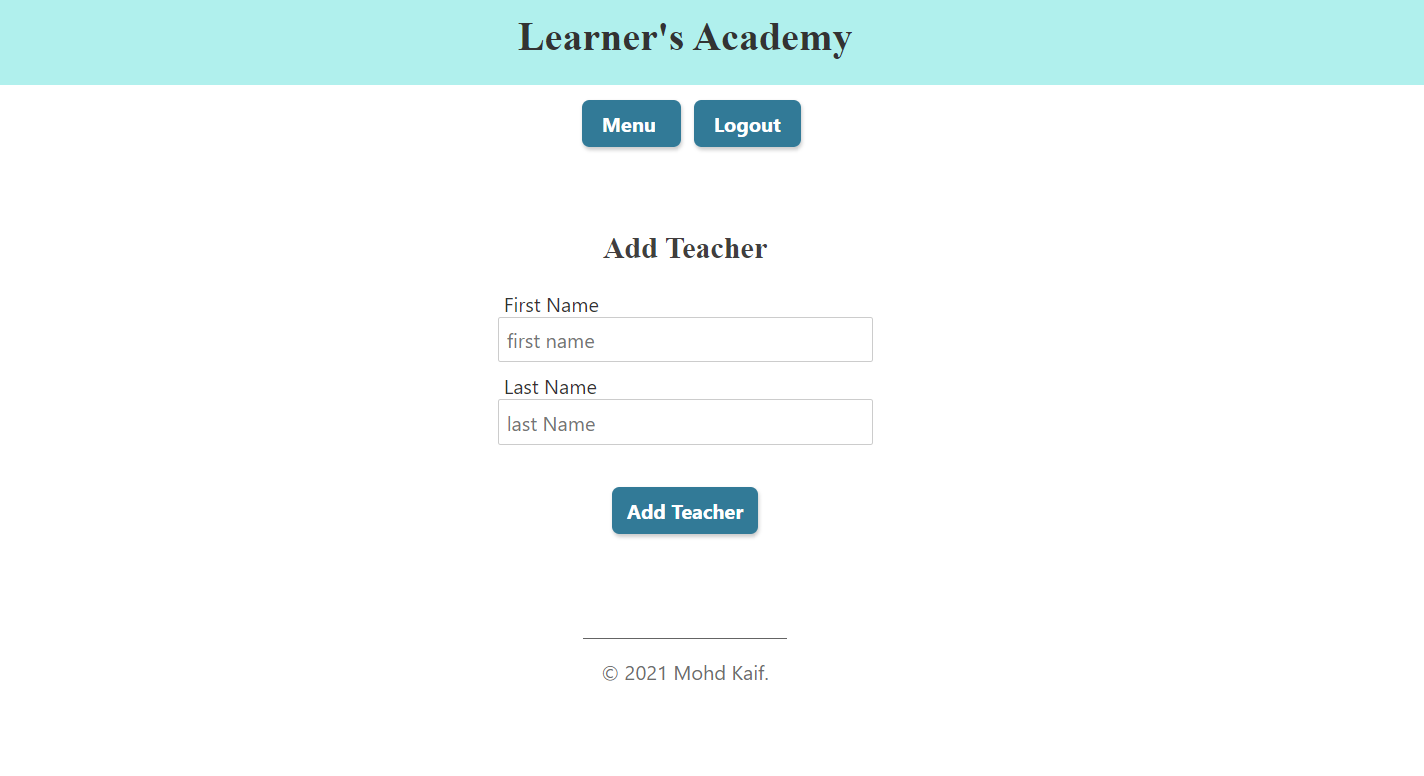 Learner's Academy
Menu Logout
Add Teacher
First Name
first name
Last Name
last Name
Add Teacher
© 2021 Mohd Kaif.